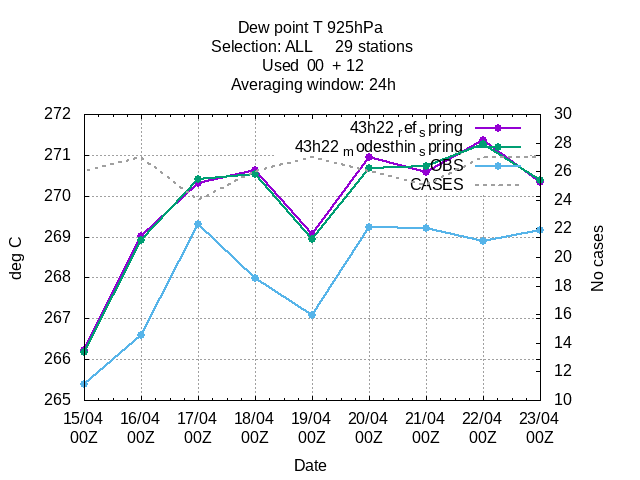 Dew point T 925hPa
Selection: ALL 29 stations
Used 00 + 12
Averaging window: 24h
272
271
270
269
268
267
266
265
30
28
26
24
22
20
18
16
14
12
10
43h22 ref spring
43h22 modesthin spring
OBS
CASES
deg C
No cases
15/04 16/04 17/04 18/04 19/04 20/04 21/04 22/04 23/04
00Z 00Z 00Z 00Z 00Z 00Z 00Z 00Z 00Z
Date